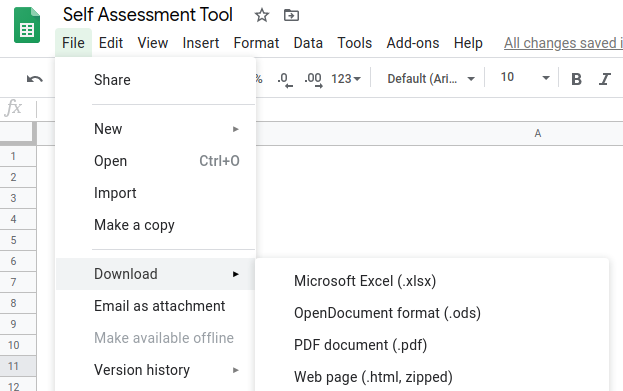 Self Assessment Tool
File Edit View Insert Format Data Tools Add-ons Help All changes saved i
% .0 .00 123 Default (Ari... 10 B I
fx
A
Share
New
Open Ctrl+O
Import
Make a copy
Download
Email as attachment
Make available offline
Version history
Microsoft Excel (.xlsx)
OpenDocument format (.ods)
PDF document (.pdf)
Web page (.html, zipped)
1
2
3
4
5
6
7
8
9
10
11
12